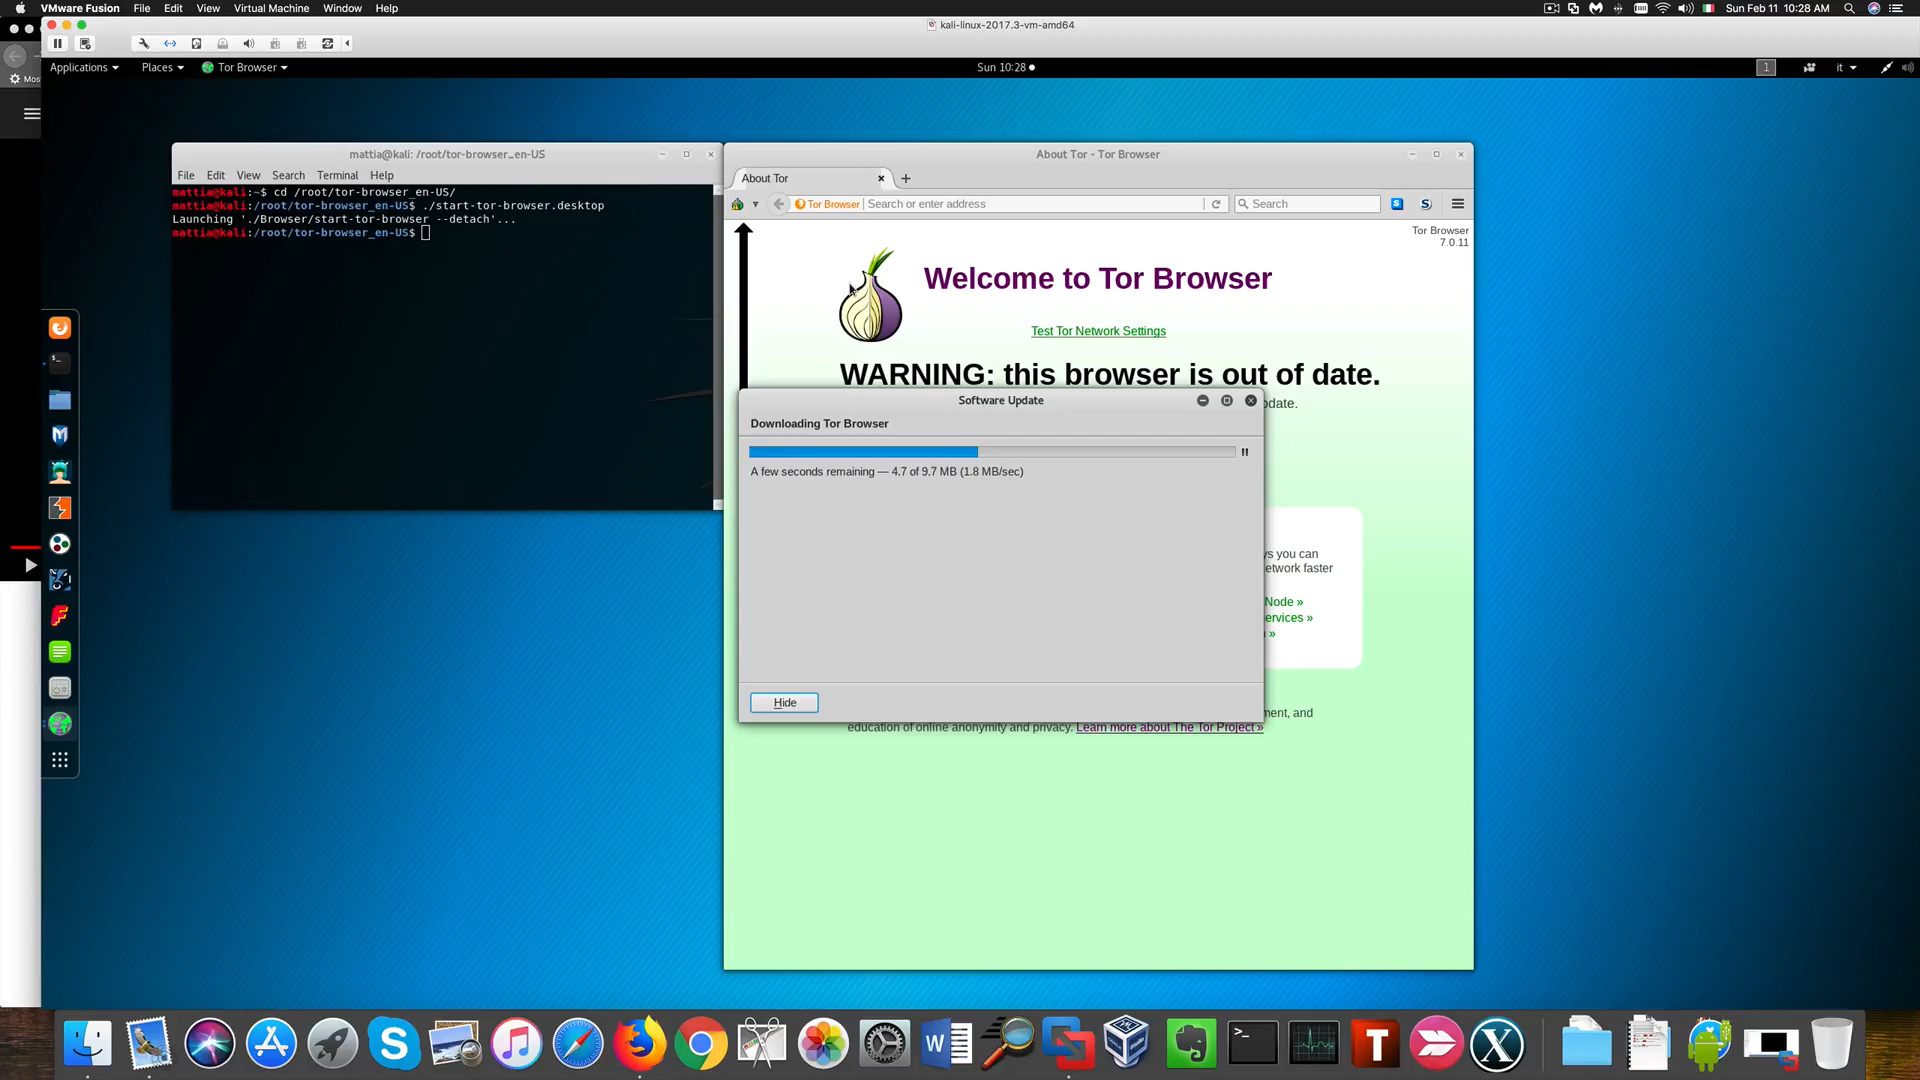 VMware Fusion File Edit View Virtual Machine Window Help Sun Feb 11 10:28 AM
kali-linux-2017.3-vm-amd64
Applications Places Tor Browser Sun 10:28 1 it
Mos
mattia@kali: /root/tor-browser_en-US
File Edit View Search Terminal Help
mattia@kali:~$ cd /root/tor-browser_en-US/
mattia@kali:/root/tor-browser_en-US$ ./start-tor-browser.desktop
Launching './Browser/start-tor-browser --detach'...
mattia@kali:/root/tor-browser_en-US$
About Tor - Tor Browser
About Tor
Tor Browser Search or enter address Search
Tor Browser
7.0.11
Welcome to Tor Browser
Test Tor Network Settings
WARNING: this browser is out of date.
pdate.
Software Update
Downloading Tor Browser
A few seconds remaining — 4.7 of 9.7 MB (1.8 MB/sec)
Hide
ys you can
etwork faster
Node »
ervices »
»
ment, and
education of online anonymity and privacy. Learn more about The Tor Project »